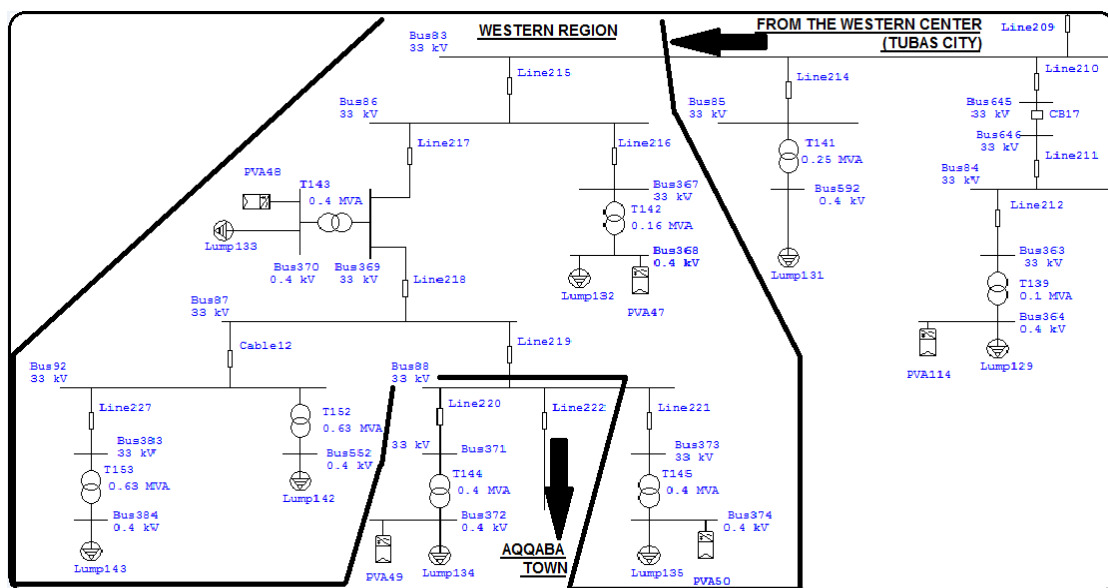 WESTERN REGION
FROM THE WESTERN CENTER
(TUBAS CITY)
Line209
Bus83
33 kV
Line215
Line214
Line210
Bus86
33 kV
Bus85
33 kV
Bus645
33 kV
CB17
Bus646
33 kV
Line217
Line216
T141
0.25 MVA
Line211
Bus84
33 kV
PVA48
T143
0.4 MVA
Bus367
33 kV
Bus592
0.4 kV
Line212
T142
0.16 MVA
Lump133
Bus370
0.4 kV
Bus369
33 kV
Line218
Bus368
0.4 kV
Bus363
33 kV
Lump132
PVA47
Lump131
T139
0.1 MVA
Bus87
33 kV
Bus364
0.4 kV
Cable12
Line219
PVA114
Lump129
Bus92
33 kV
Bus88
33 kV
Line227
T152
0.63 MVA
Line220
Line222
Line221
Bus383
33 kV
Bus552
0.4 kV
33 kV
Bus371
Bus373
33 kV
T153
0.63 MVA
Lump142
T144
0.4 MVA
T145
0.4 MVA
Bus384
0.4 kV
Bus372
0.4 kV
Bus374
0.4 kV
Lump143
PVA49
Lump134
AQQABA
TOWN
Lump135
PVA50